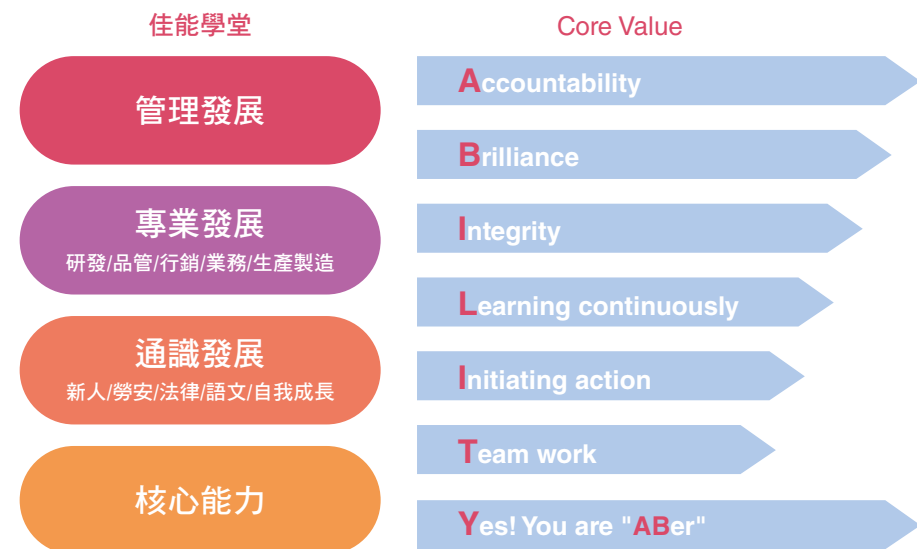 佳能學堂
管理發展
專業發展
研發/品管/行銷/業務/生產製造
通識發展
新人/勞安/法律/語文/自我成長
核心能力
Core Value
Accountability
Brilliance
Integrity
Learning continuously
Initiating action
Team work
Yes! You are "ABer"